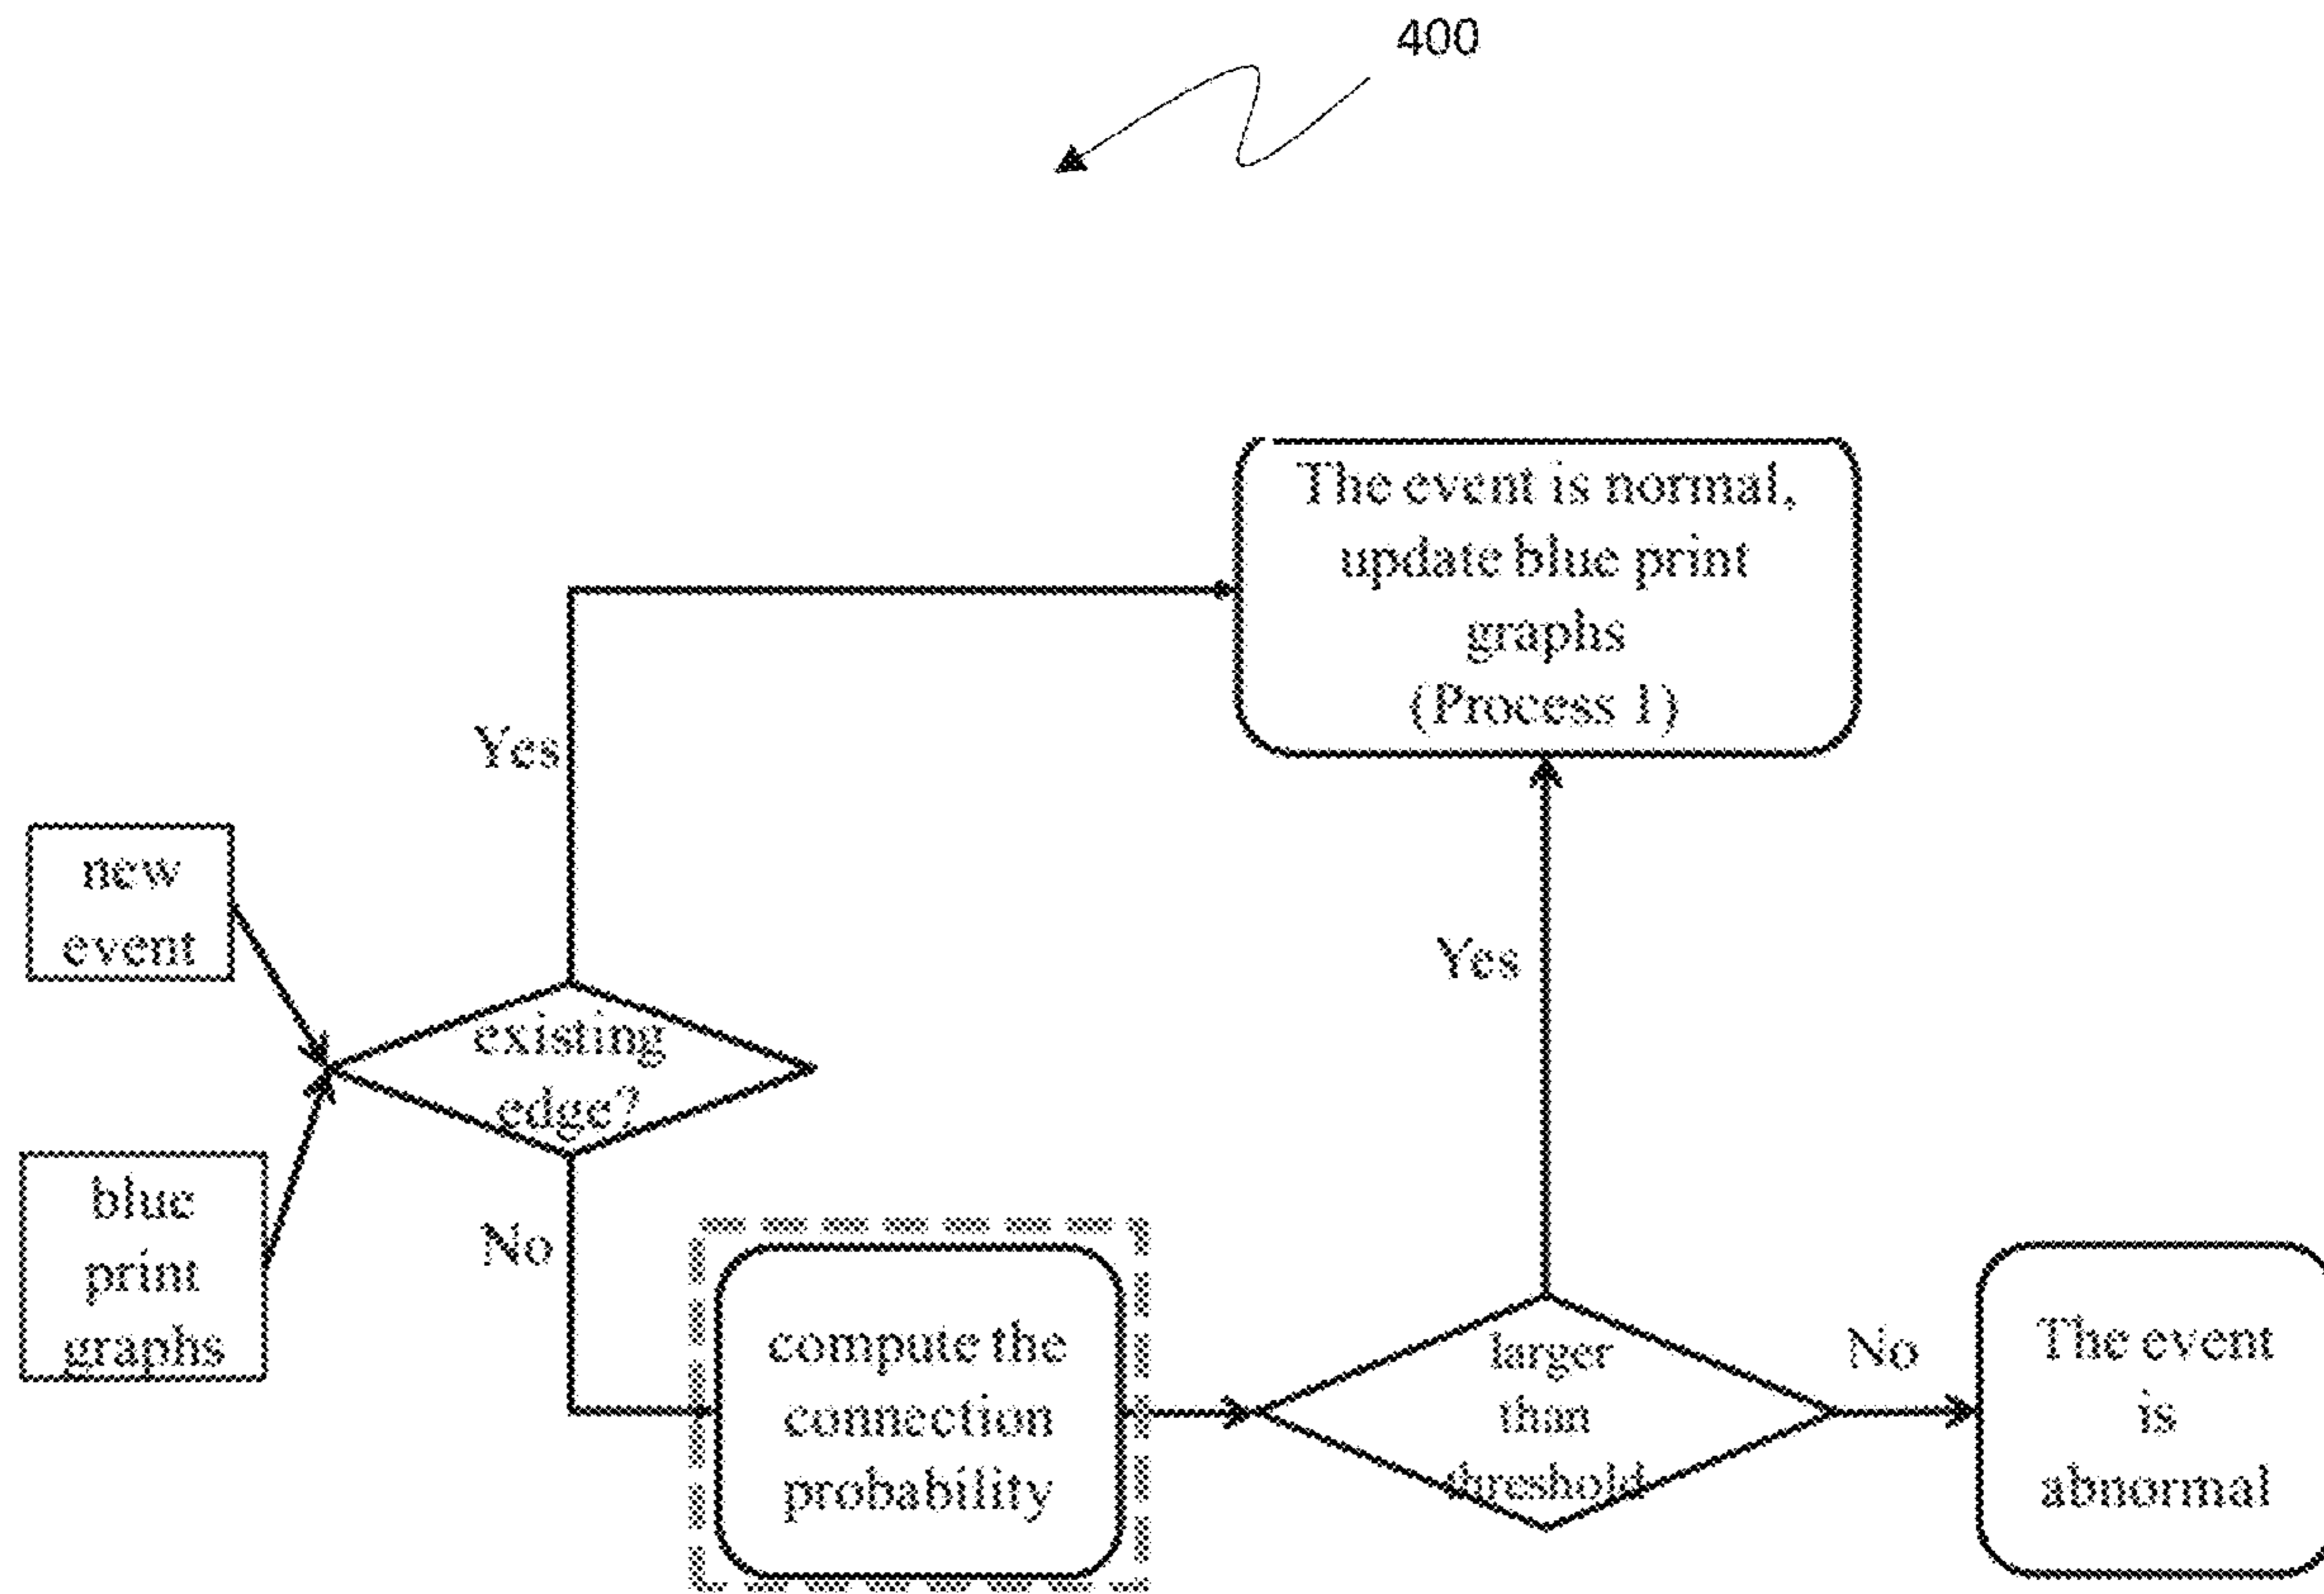 400
The event is normal,
update blue print
graphs
(Process 1)
Yes
new
event
existing
edge?
Yes
blue
print
graphs
No
compute the
connection
probability
larger
than
threshold
No
The event
is
abnormal